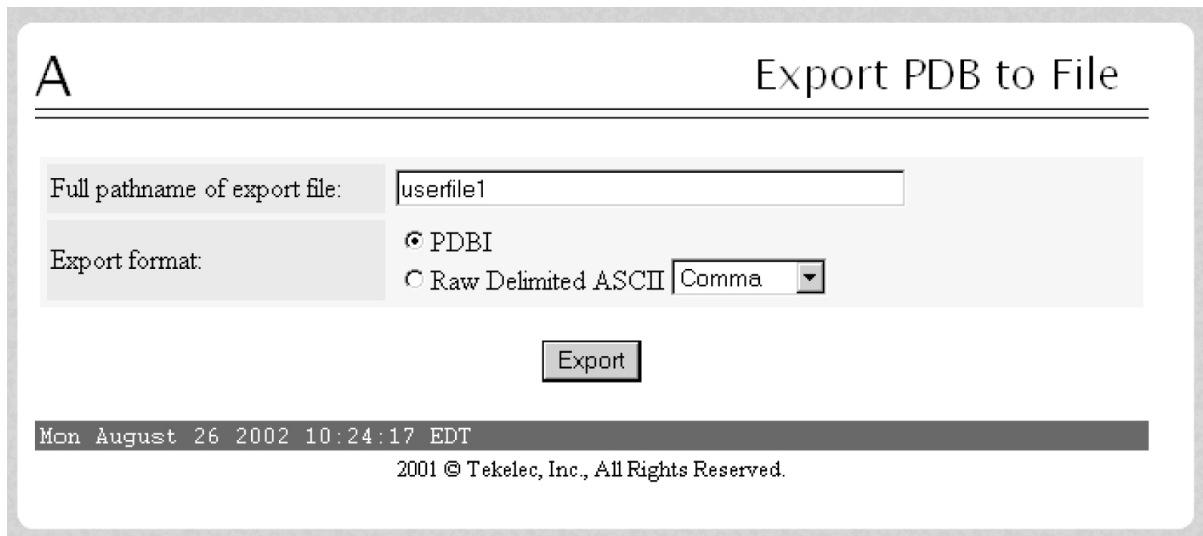 A
Export PDB to File
Full pathname of export file:
userfile1
Export format:
PDBI
Raw Delimited ASCII Comma
Export
Mon August 26 2002 10:24:17 EDT
2001 © Tekelec, Inc., All Rights Reserved.